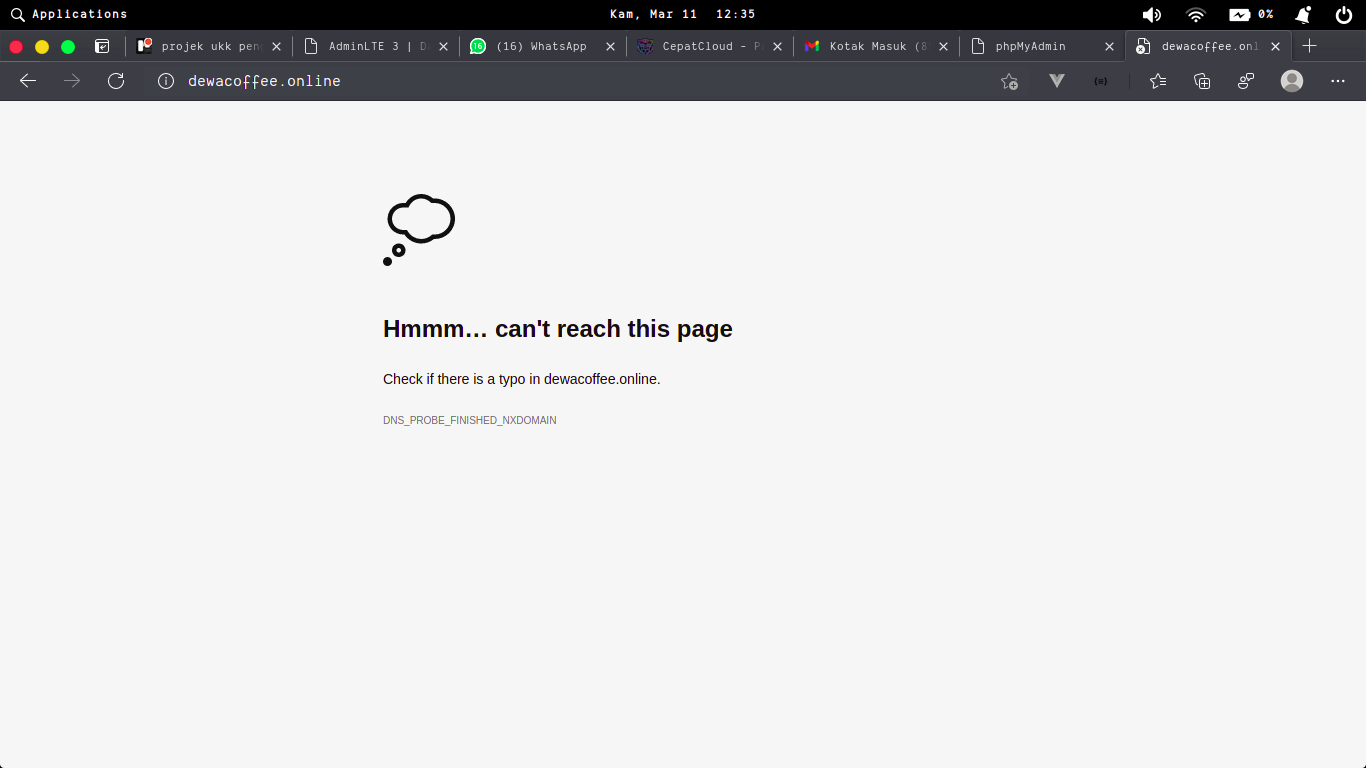 Applications
Kam, Mar 11 12:35
0%
projek ukk pen
AdminLTE 3 | D
(16) WhatsApp
CepatCloud - P
Kotak Masuk (8
phpMyAdmin
dewacoffee.onl
dewacoffee.online
Hmmm… can't reach this page
Check if there is a typo in dewacoffee.online.
DNS_PROBE_FINISHED_NXDOMAIN